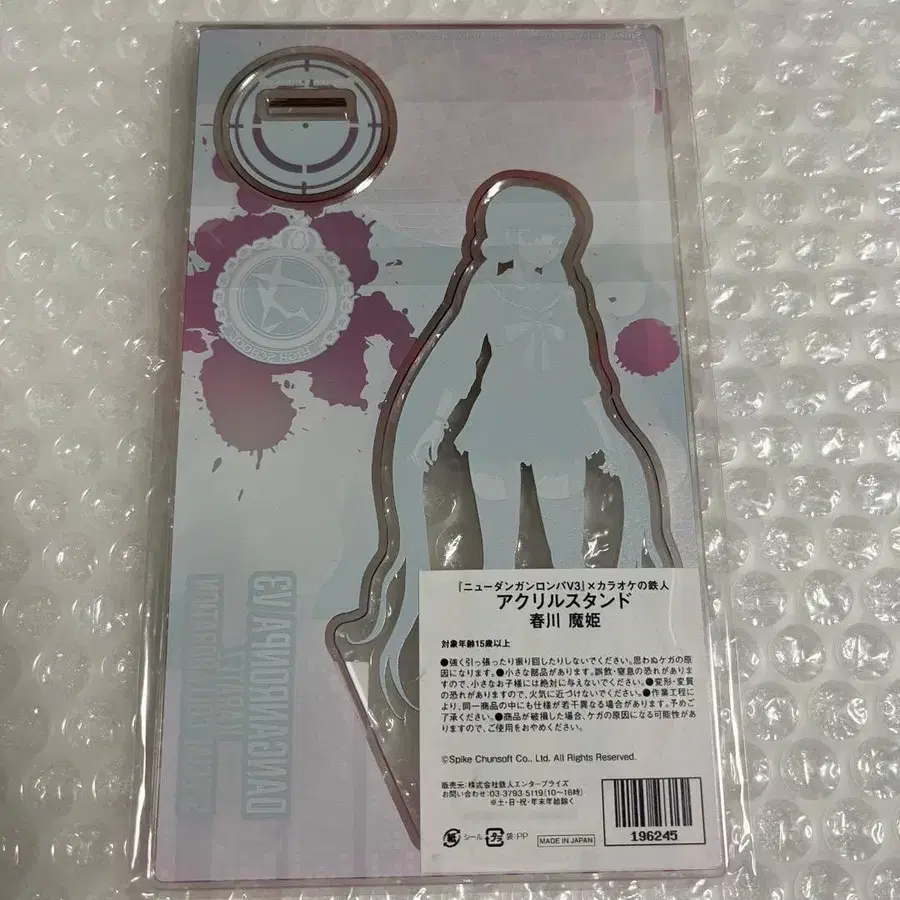 HIGH SCHOOL
DANGANRONPA V3
『ニューダンガンロンパV3』×カラオケの鉄人
アクリルスタンド
春川 魔姫
対象年齢15歳以上
●強く引っ張ったり振り回したりしないでください。思わぬケガの原
因になります。●小さな部品があります。誤飲・窒息の恐れがありま
すので、小さなお子様には絶対に与えないでください。●変形・変質
の恐れがありますので、火気に近づけないでください。●作業工程に
より、同一商品の中にも仕様が若干異なる場合があります。予めご
了承ください。●商品が破損した場合、ケガの原因になる可能性があ
りますので、ご使用をおやめください。
©Spike Chunsoft Co., Ltd. All Rights Reserved.
販売元:株式会社鉄人エンタープライズ
お問い合わせ:03-3793-5119(10~18時)
※土・日・祝・年末年始除く
紙 シール プラ 袋:PP
MADE IN JAPAN
196245